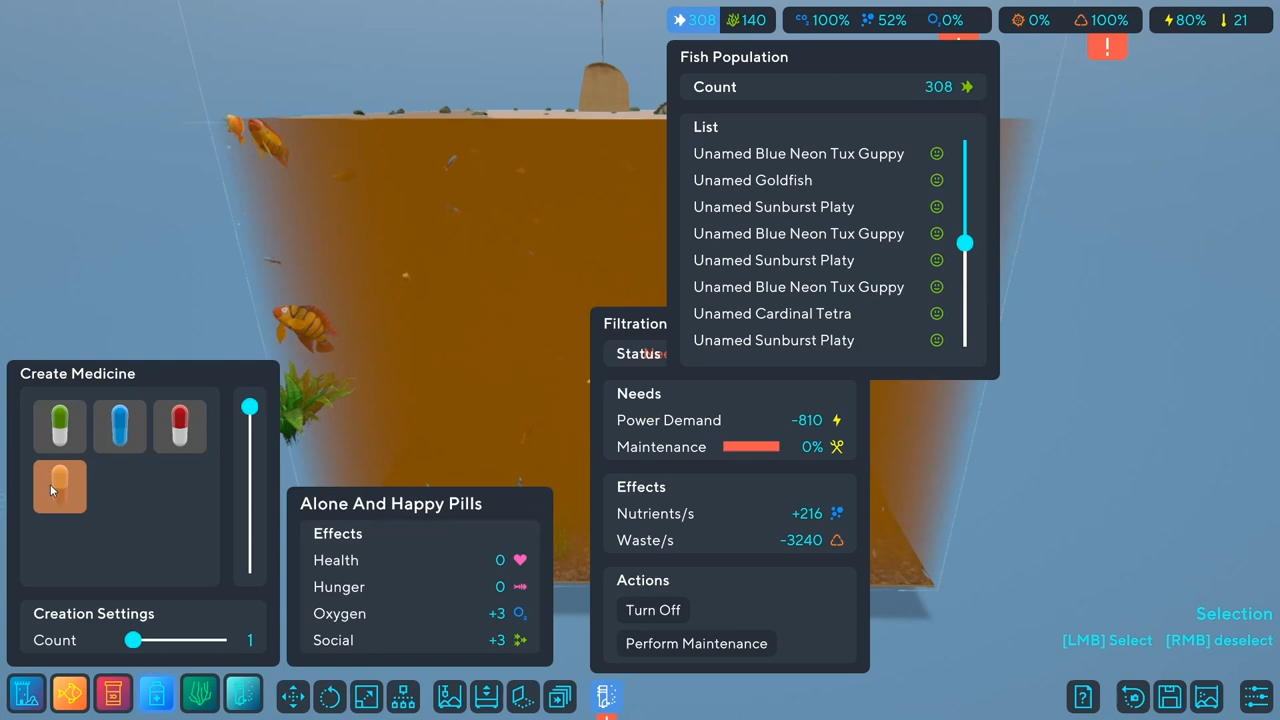 308 140 100% 52% 0% 0% 100% 80% 21
Fish Population
Count 308
List
Unamed Blue Neon Tux Guppy
Unamed Goldfish
Unamed Sunburst Platy
Unamed Blue Neon Tux Guppy
Unamed Sunburst Platy
Unamed Blue Neon Tux Guppy
Unamed Cardinal Tetra
Unamed Sunburst Platy
Filtration
Status
Needs
Power Demand -810
Maintenance 0%
Effects
Nutrients/s +216
Waste/s -3240
Actions
Turn Off
Perform Maintenance
Create Medicine
Creation Settings
Count 1
Alone And Happy Pills
Effects
Health 0
Hunger 0
Oxygen +3
Social +3
Selection
[LMB] Select [RMB] deselect